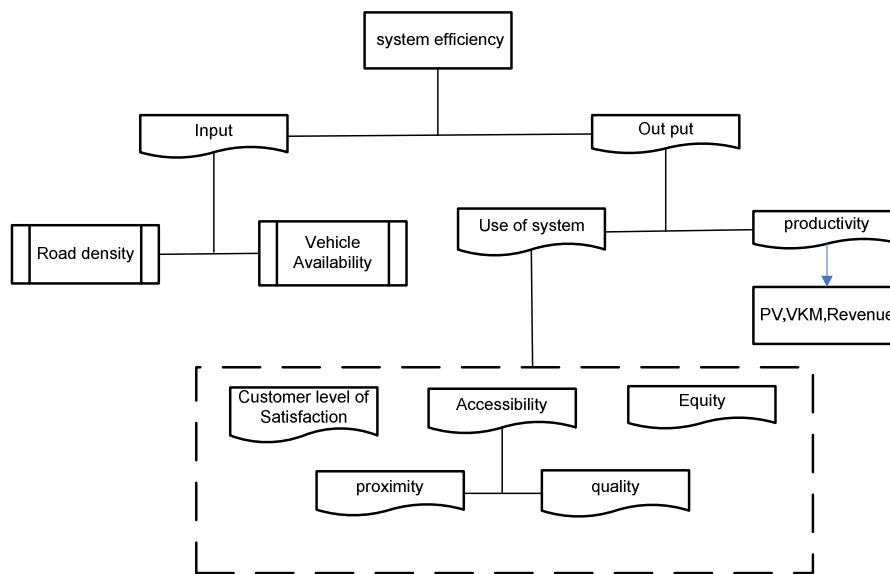 system efficiency
Input
Out put
Use of system
productivity
Road density
Vehicle
Availability
PV,VKM,Revenue
Customer level of
Satisfaction
Accessibility
Equity
proximity
quality